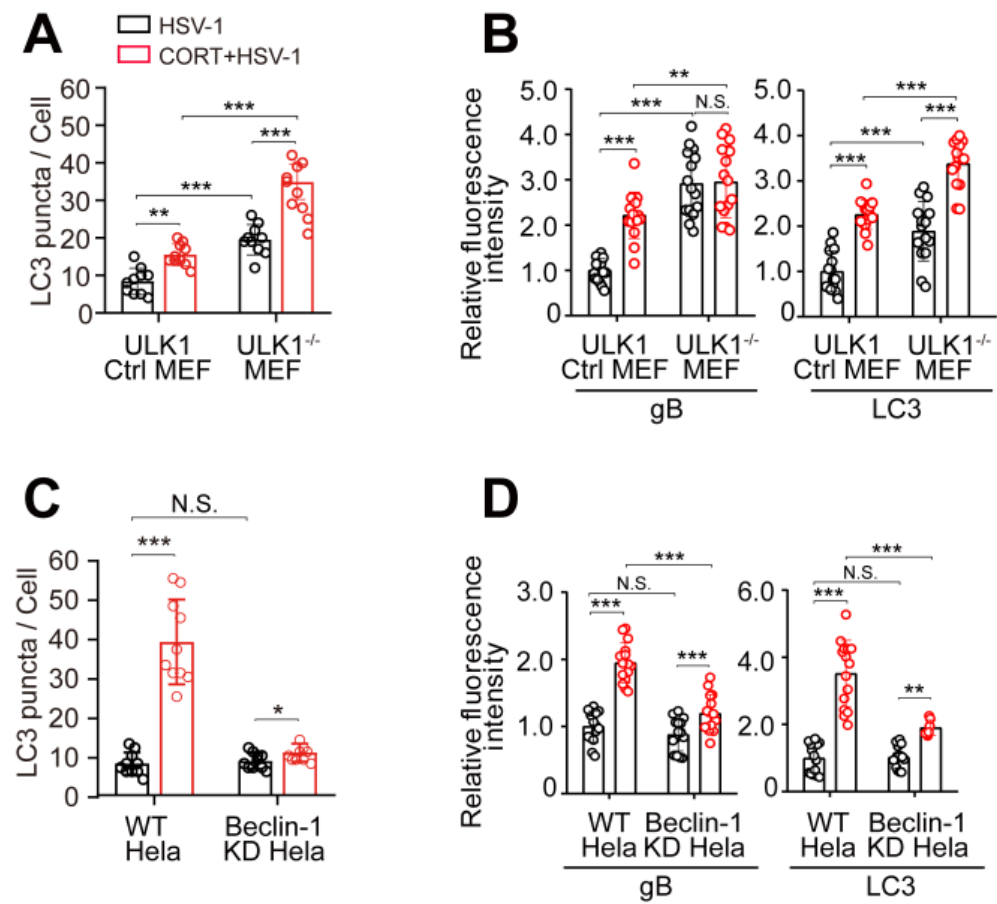 A
HSV-1
CORT+HSV-1
LC3 puncta / Cell
60
50
40
30
20
10
0
***
***
***
**
ULK1
Ctrl MEF
ULK1-/-
MEF
B
Relative fluorescence
intensity
5.0
4.0
3.0
2.0
1.0
0
**
***
N.S.
***
ULK1
Ctrl MEF
ULK1-/-
MEF
gB
5.0
4.0
3.0
2.0
1.0
0
***
***
***
***
ULK1
Ctrl MEF
ULK1-/-
MEF
LC3
C
N.S.
***
LC3 puncta / Cell
60
50
40
30
20
10
0
*
WT
Hela
Beclin-1
KD Hela
D
Relative fluorescence
intensity
3.0
2.0
1.0
0
***
N.S.
***
***
WT
Hela
Beclin-1
KD Hela
gB
6.0
4.0
2.0
0
***
N.S.
***
**
WT
Hela
Beclin-1
KD Hela
LC3